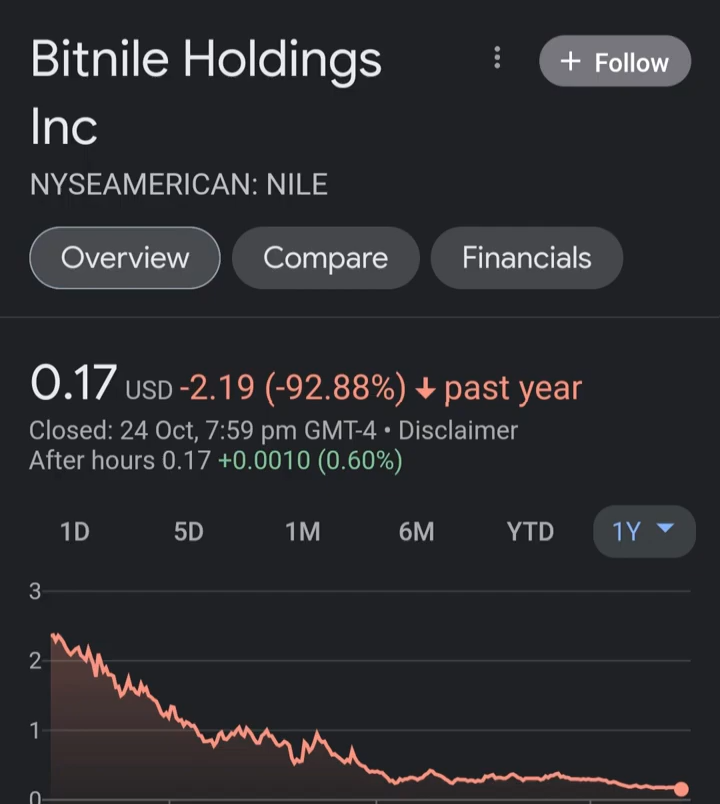 Bitnile Holdings
Inc
+ Follow
NYSEAMERICAN: NILE
Overview
Compare
Financials
0.17 USD -2.19 (-92.88%) ↓ past year
Closed: 24 Oct, 7:59 pm GMT-4 • Disclaimer
After hours 0.17 +0.0010 (0.60%)
1D 5D 1M 6M YTD 1Y
3
2
1
0